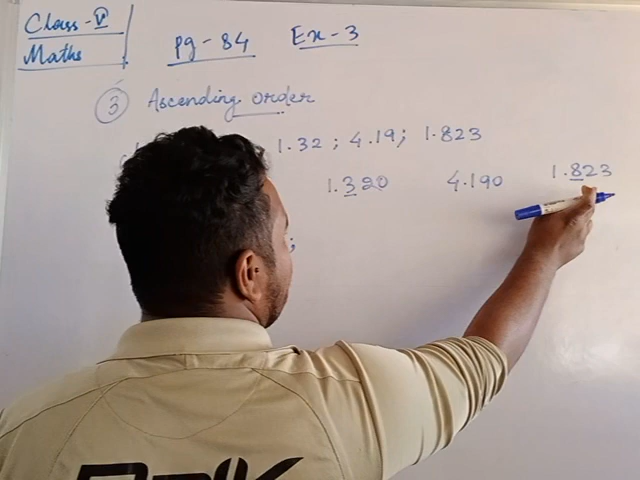 Class - V
Maths
Pg - 84 Ex - 3
3 Ascending order
1.32 ; 4.19 ; 1.823
1.320 4.190 1.823
;